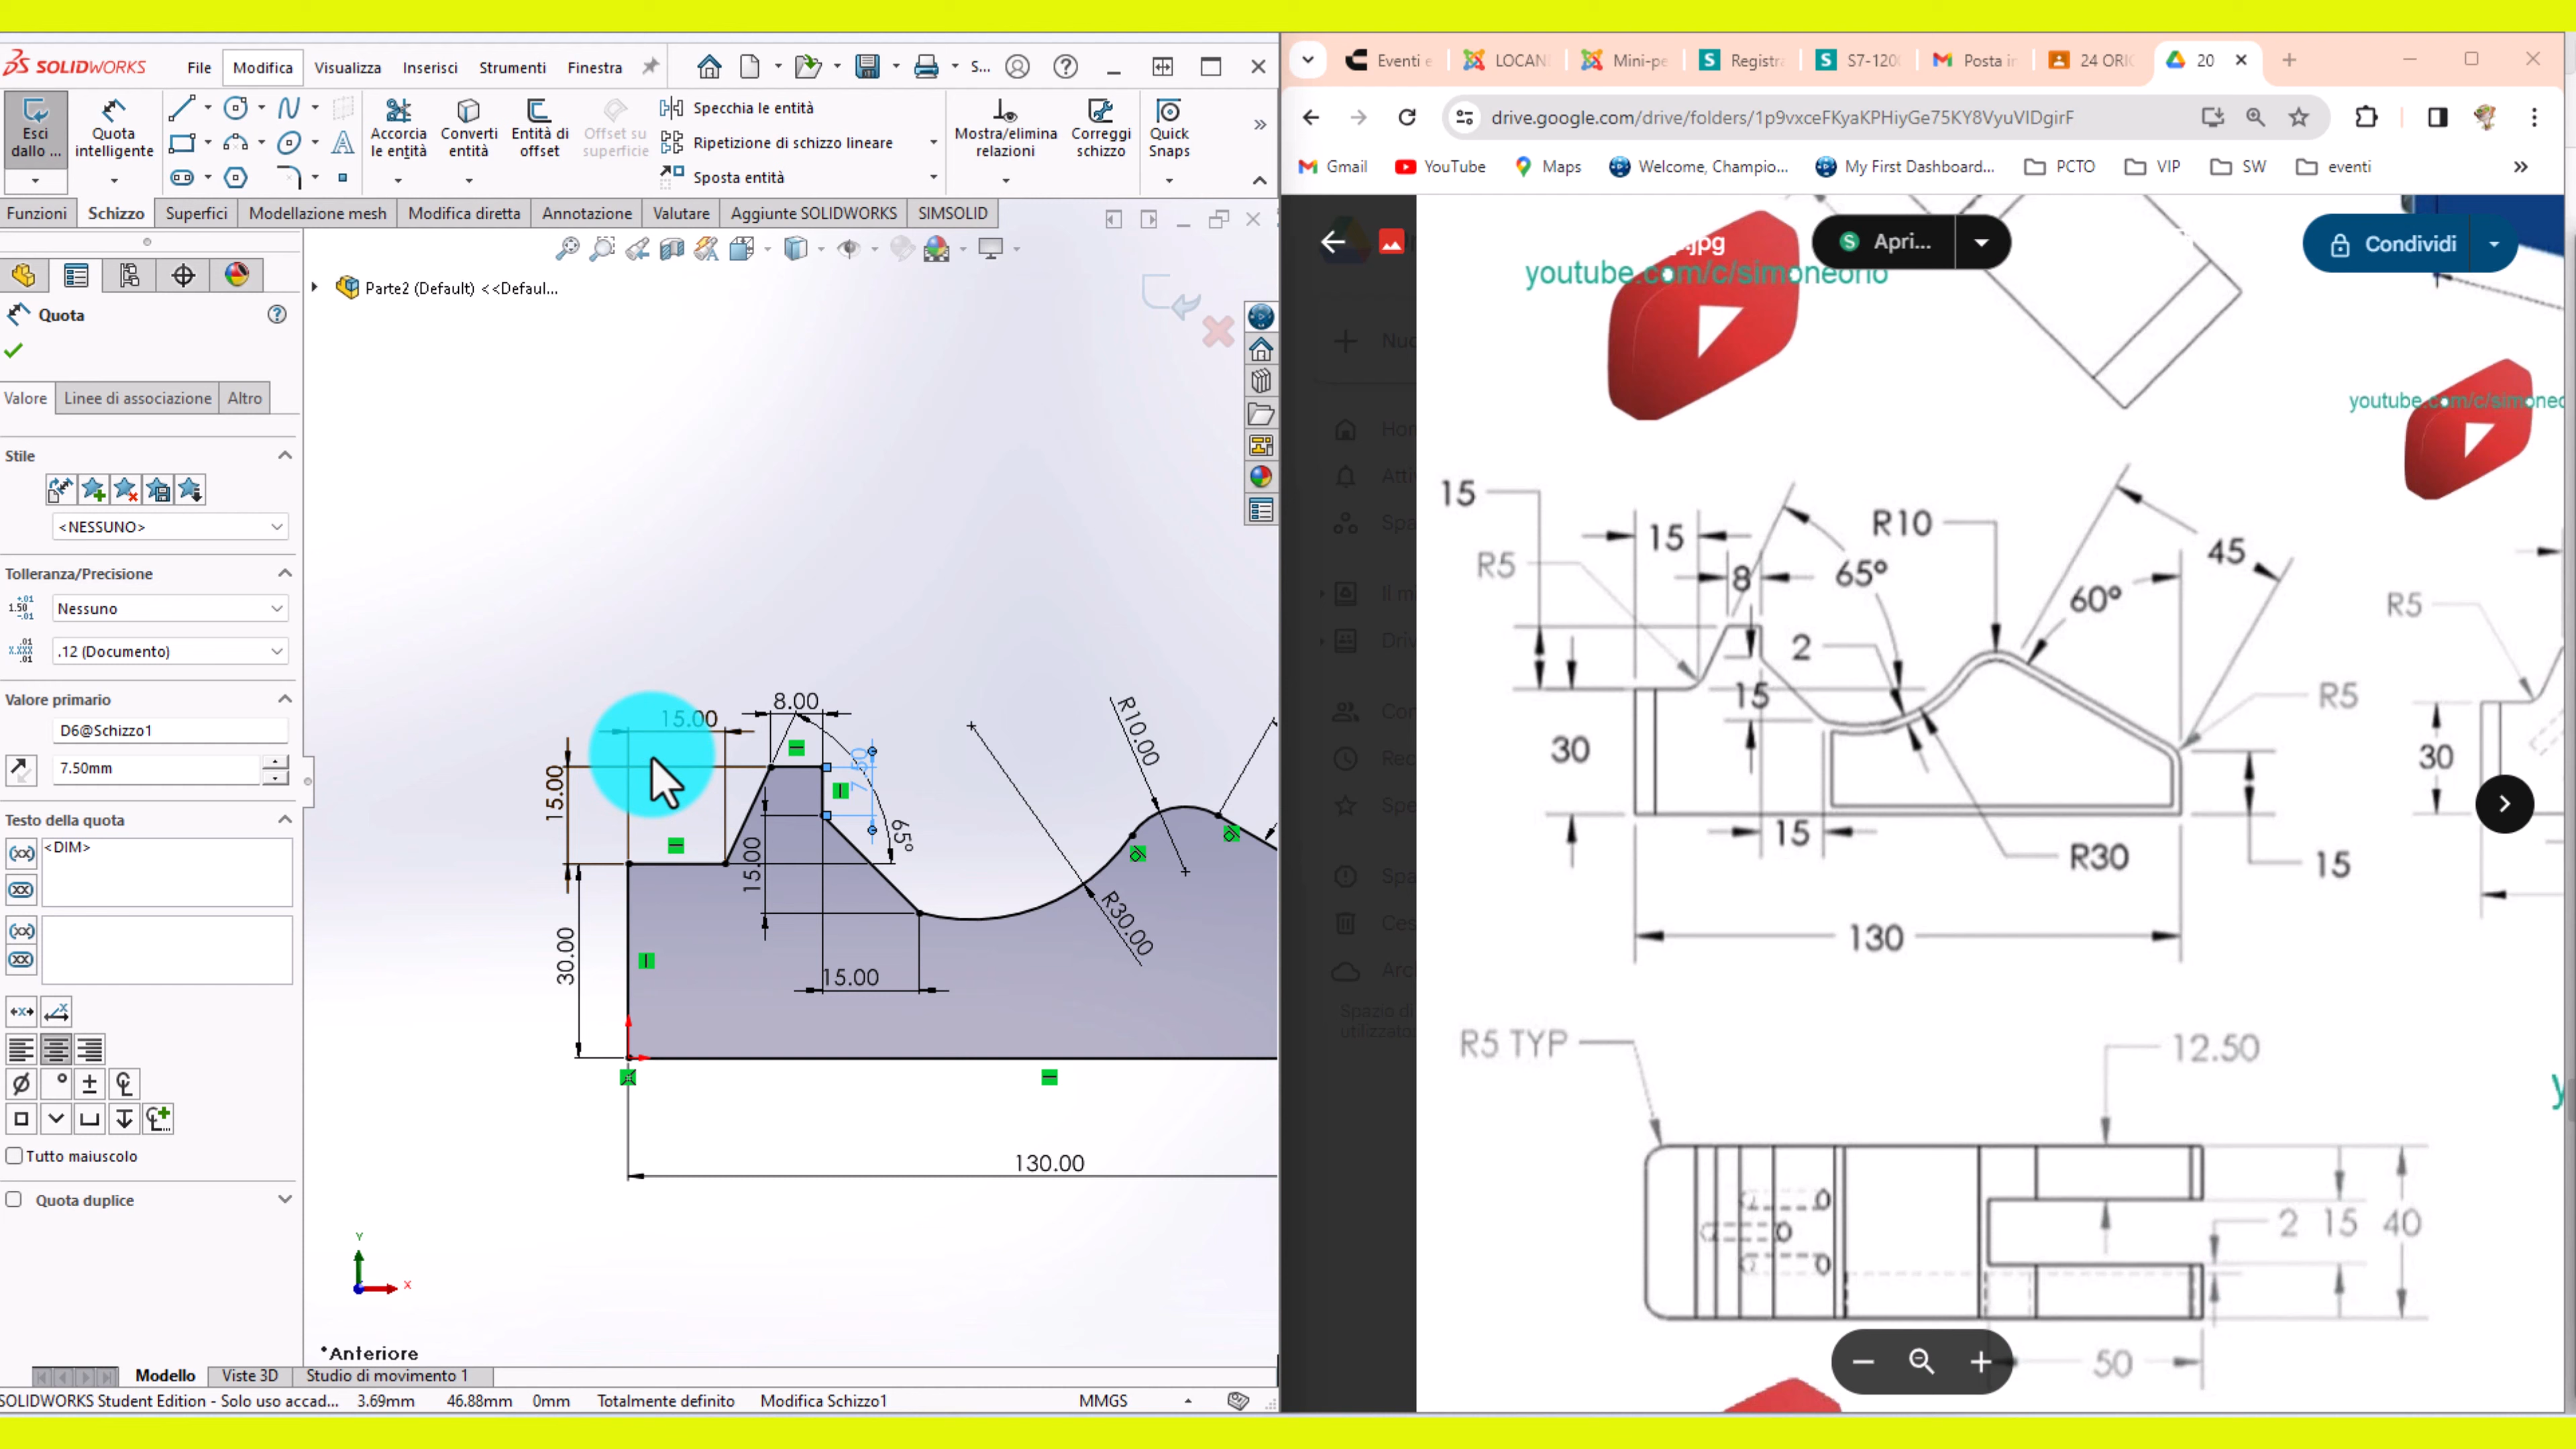 SOLIDWORKS File Modifica Visualizza Inserisci Strumenti Finestra S...
Esci dallo ...
Quota intelligente
Accorcia le entità
Converti entità
Entità di offset
Offset su superficie
Specchia le entità
Ripetizione di schizzo lineare
Sposta entità
Mostra/elimina relazioni
Correggi schizzo
Quick Snaps
Funzioni Schizzo Superfici Modellazione mesh Modifica diretta Annotazione Valutare Aggiunte SOLIDWORKS SIMSOLID
Parte2 (Default) <<Defaul...
Quota
Valore Linee di associazione Altro
Stile
<NESSUNO>
Tolleranza/Precisione
Nessuno
.12 (Documento)
Valore primario
D6@Schizzo1
7.50mm
Testo della quota
<DIM>
Tutto maiuscolo
Quota duplice
8.00
15.00
15.00
7.50
65°
15.00
30.00
15.00
R10.00
R30.00
130.00
Y
X
*Anteriore
Modello Viste 3D Studio di movimento 1
SOLIDWORKS Student Edition - Solo uso accad... 3.69mm 46.88mm 0mm Totalmente definito Modifica Schizzo1 MMGS
Eventi e LOCAN Mini-pe Registra S7-120 Posta in 24 ORI 20
drive.google.com/drive/folders/1p9vxceFKyaKPHiyGe75KY8VyuVIDgirF
Gmail YouTube Maps Welcome, Champio... My First Dashboard... PCTO VIP SW eventi
.jpg
Apri...
Condividi
youtube.com/c/simoneorio
youtube.com/c/simoneo
15
R5
15
8
65°
R10
45
60°
2
15
R5
30
15
R30
15
130
R5
30
R5 TYP
12.50
2 15 40
50